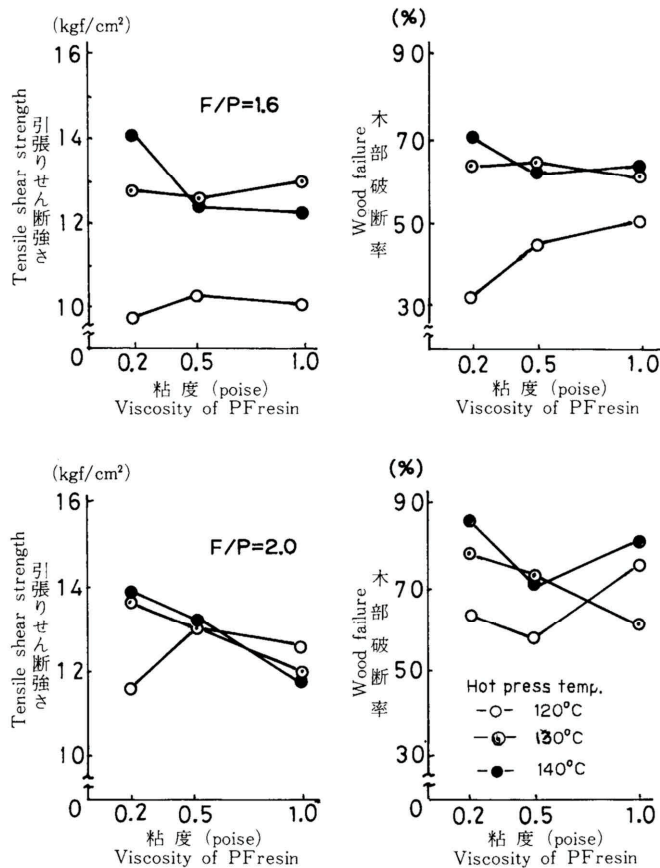 (kgf/cm²)
16
14
12
10
0
Tensile shear strength
引張りせん断強さ
F/P=1.6
0.2 0.5 1.0
粘度 (poise)
Viscosity of PFresin
(%)
90
70
50
30
0
Wood failure
木部破断率
0.2 0.5 1.0
粘度 (poise)
Viscosity of PFresin
(kgf/cm²)
16
14
12
10
0
Tensile shear strength
引張りせん断強さ
F/P=2.0
0.2 0.5 1.0
粘度 (poise)
Viscosity of PFresin
(%)
90
70
50
30
0
Wood failure
木部破断率
Hot press temp.
120°C
130°C
140°C
0.2 0.5 1.0
粘度 (poise)
Viscosity of PFresin